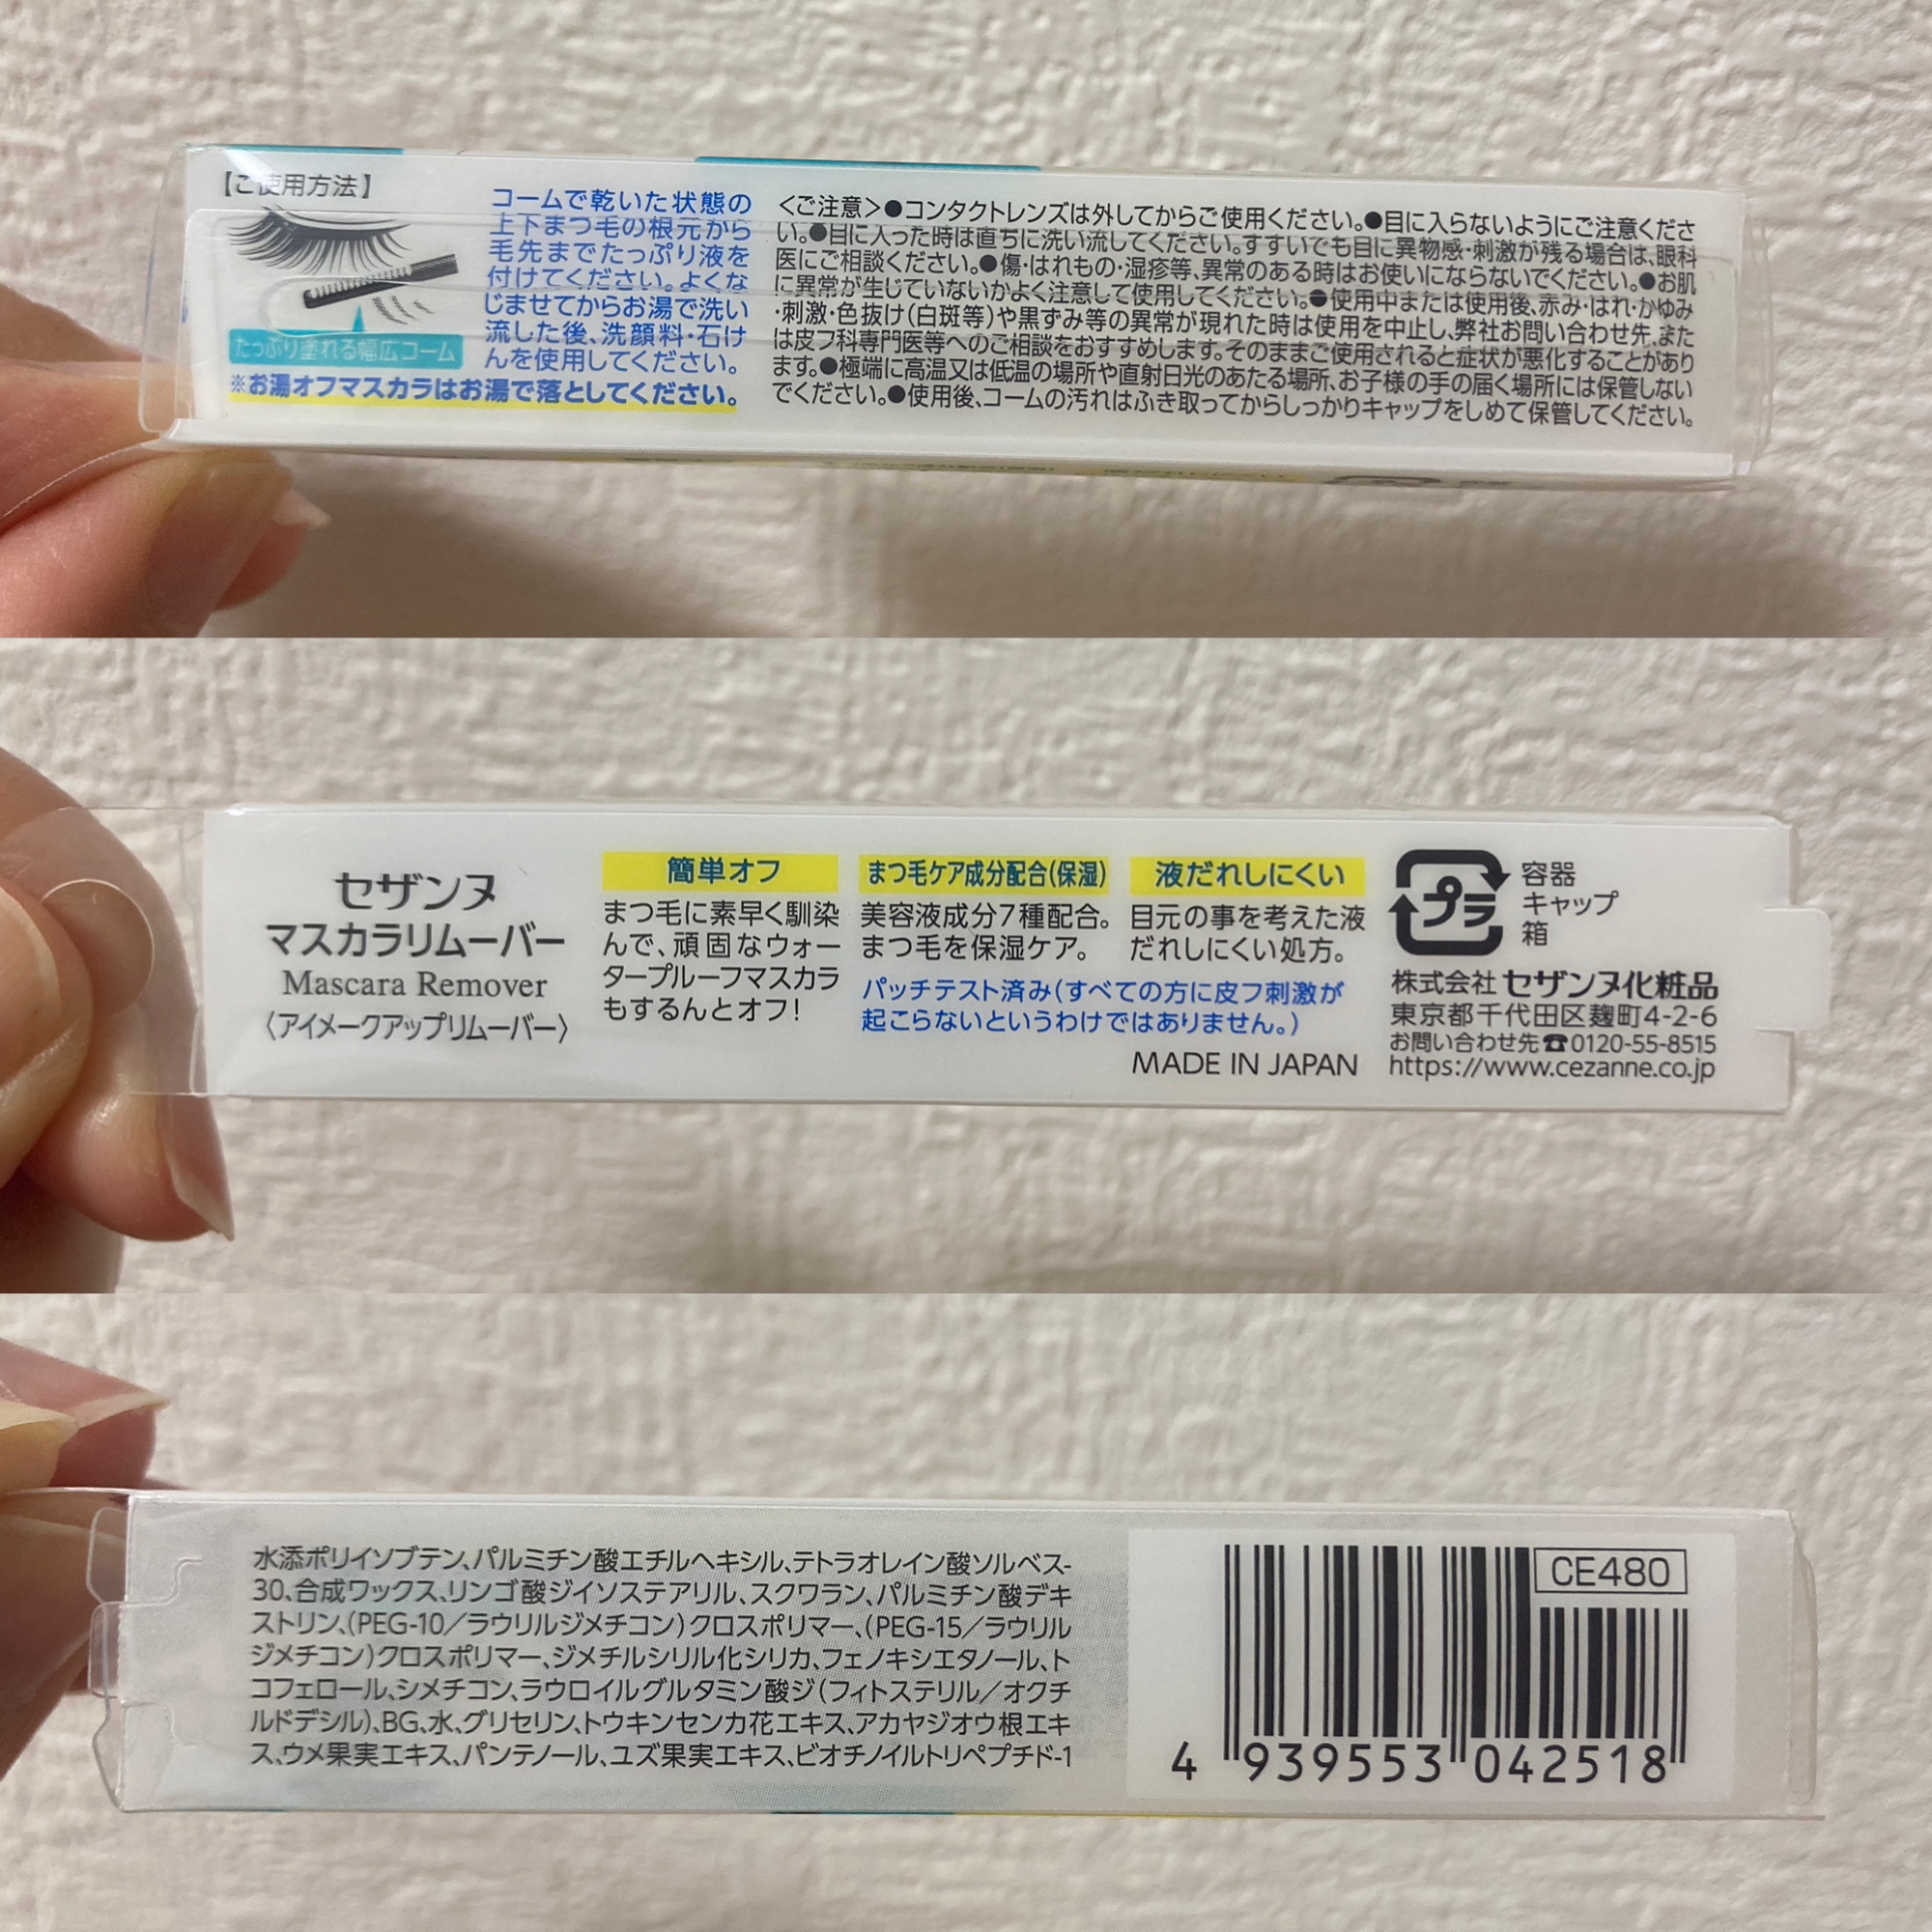 【ご使用方法】
コームで乾いた状態の
上下まつ毛の根元から
毛先までたっぷり液を
付けてください。よくな
じませてからお湯で洗い
流した後、洗顔料・石け
んを使用してください。
たっぷり塗れる幅広コーム
※お湯オフマスカラはお湯で落としてください。
＜ご注意＞●コンタクトレンズは外してからご使用ください。●目に入らないようにご注意くださ
い。●目に入った時は直ちに洗い流してください。すすいでも目に異物感・刺激が残る場合は、眼科
医にご相談ください。●傷・はれもの・湿疹等、異常のある時はお使いにならないでください。●お肌
に異常が生じていないかよく注意して使用してください。●使用中または使用後、赤み・はれ・かゆみ
・刺激・色抜け(白斑等)や黒ずみ等の異常が現れた時は使用を中止し、弊社お問い合わせ先、また
は皮フ科専門医等へのご相談をおすすめします。そのままご使用されると症状が悪化することがあり
ます。●極端に高温又は低温の場所や直射日光のあたる場所、お子様の手の届く場所には保管しない
でください。●使用後、コームの汚れはふき取ってからしっかりキャップをしめて保管してください。
セザンヌ
マスカラリムーバー
Mascara Remover
〈アイメークアップリムーバー〉
簡単オフ
まつ毛に素早く馴染
んで、頑固なウォー
タープルーフマスカラ
もするんとオフ!
まつ毛ケア成分配合(保湿)
美容液成分7種配合。
まつ毛を保湿ケア。
液だれしにくい
目元の事を考えた液
だれしにくい処方。
パッチテスト済み(すべての方に皮フ刺激が
起こらないというわけではありません。)
MADE IN JAPAN
プラ
容器
キャップ
箱
株式会社 セザンヌ化粧品
東京都千代田区麹町4-2-6
お問い合わせ先☎0120-55-8515
https://www.cezanne.co.jp
水添ポリイソブテン、パルミチン酸エチルヘキシル、テトラオレイン酸ソルベス-
30、合成ワックス、リンゴ酸ジイソステアリル、スクワラン、パルミチン酸デキ
ストリン、(PEG-10/ラウリルジメチコン)クロスポリマー、(PEG-15/ラウリル
ジメチコン)クロスポリマー、ジメチルシリル化シリカ、フェノキシエタノール、ト
コフェロール、シメチコン、ラウロイルグルタミン酸ジ(フィトステリル/オクチ
ルドデシル)、BG、水、グリセリン、トウキンセンカ花エキス、アカヤジオウ根エキ
ス、ウメ果実エキス、パンテノール、ユズ果実エキス、ビオチノイルトリペプチド-1
CE480
4 939553 042518